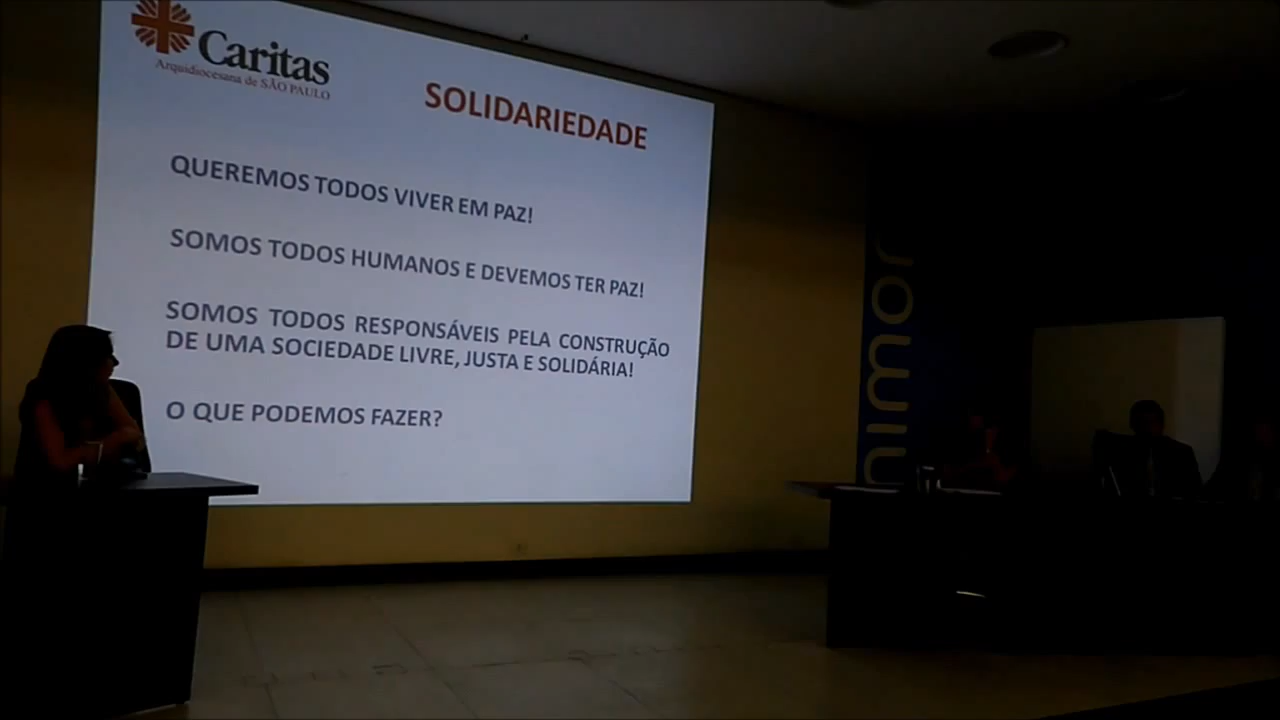 Caritas
Arquidiocesana de SÃO PAULO
SOLIDARIEDADE
QUEREMOS TODOS VIVER EM PAZ!
SOMOS TODOS HUMANOS E DEVEMOS TER PAZ!
SOMOS TODOS RESPONSÁVEIS PELA CONSTRUÇÃO
DE UMA SOCIEDADE LIVRE, JUSTA E SOLIDÁRIA!
O QUE PODEMOS FAZER?